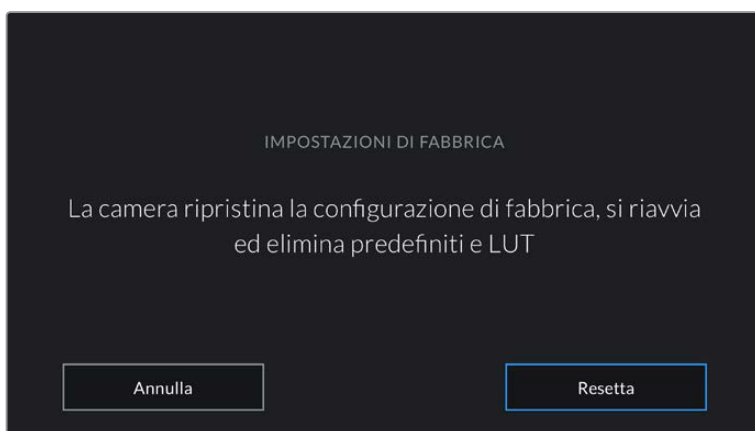 IMPOSTAZIONI DI FABBRICA
La camera ripristina la configurazione di fabbrica, si riavvia
ed elimina predefiniti e LUT
Annulla
Resetta